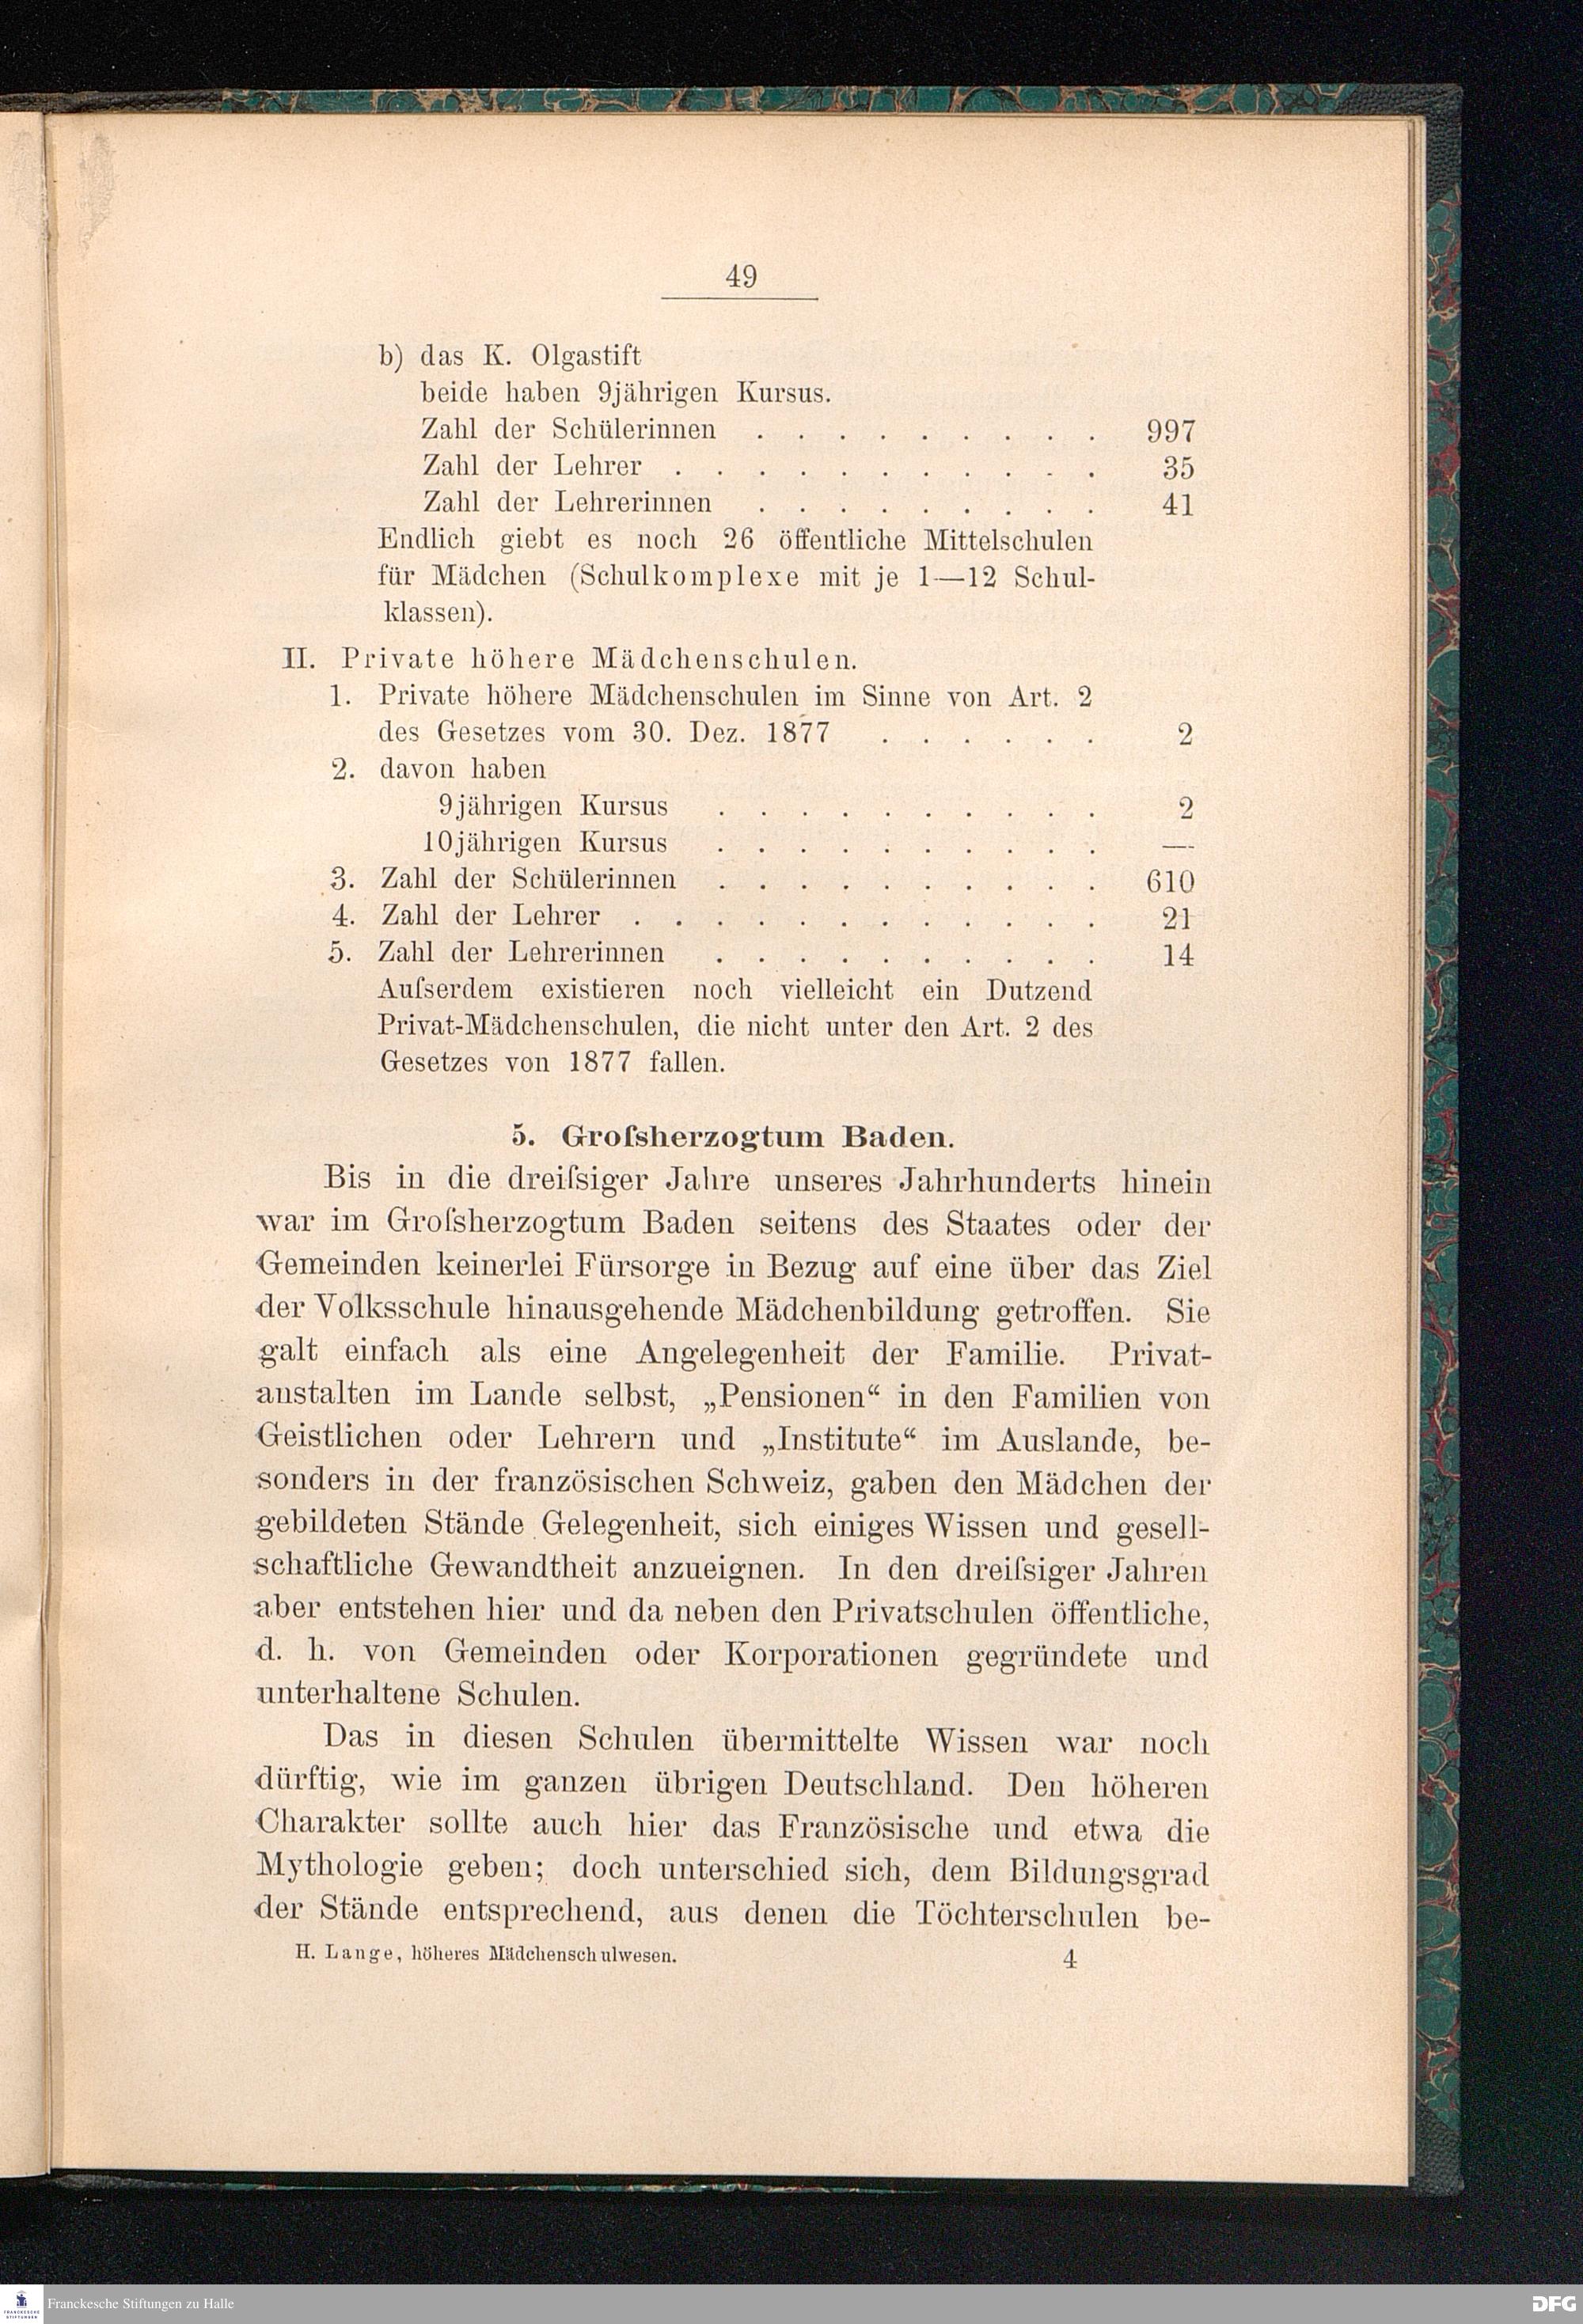 49
b) das K. Olgastift
beide haben 9jährigen Kursus.
Zahl der Schülerinnen . . . . . . . . . 997
Zahl der Lehrer . . . . . . . . . . . 35
Zahl der Lehrerinnen . . . . . . . . . 41
Endlich giebt es noch 26 öffentliche Mittelschulen
für Mädchen (Schulkomplexe mit je 1—12 Schul-
klassen).
II. Private höhere Mädchenschulen.
1. Private höhere Mädchenschulen im Sinne von Art. 2
des Gesetzes vom 30. Dez. 1877 . . . . . . 2
2. davon haben
9jährigen Kursus . . . . . . . . . . 2
10jährigen Kursus . . . . . . . . . . —
3. Zahl der Schülerinnen . . . . . . . . . . 610
4. Zahl der Lehrer . . . . . . . . . . . . 21
5. Zahl der Lehrerinnen . . . . . . . . . . 14
Auſserdem existieren noch vielleicht ein Dutzend
Privat-Mädchenschulen, die nicht unter den Art. 2 des
Gesetzes von 1877 fallen.
5. Groſsherzogtum Baden.
Bis in die dreiſsiger Jahre unseres Jahrhunderts hinein
war im Groſsherzogtum Baden seitens des Staates oder der
Gemeinden keinerlei Fürsorge in Bezug auf eine über das Ziel
der Volksschule hinausgehende Mädchenbildung getroffen. Sie
galt einfach als eine Angelegenheit der Familie. Privat-
anstalten im Lande selbst, „Pensionen“ in den Familien von
Geistlichen oder Lehrern und „Institute“ im Auslande, be-
sonders in der französischen Schweiz, gaben den Mädchen der
gebildeten Stände Gelegenheit, sich einiges Wissen und gesell-
schaftliche Gewandtheit anzueignen. In den dreiſsiger Jahren
aber entstehen hier und da neben den Privatschulen öffentliche,
d. h. von Gemeinden oder Korporationen gegründete und
unterhaltene Schulen.
Das in diesen Schulen übermittelte Wissen war noch
dürftig, wie im ganzen übrigen Deutschland. Den höheren
Charakter sollte auch hier das Französische und etwa die
Mythologie geben; doch unterschied sich, dem Bildungsgrad
der Stände entsprechend, aus denen die Töchterschulen be-
H. Lange, höheres Mädchenschulwesen. 4
FRANCKESCHE STIFTUNGEN
Franckesche Stiftungen zu Halle
DFG